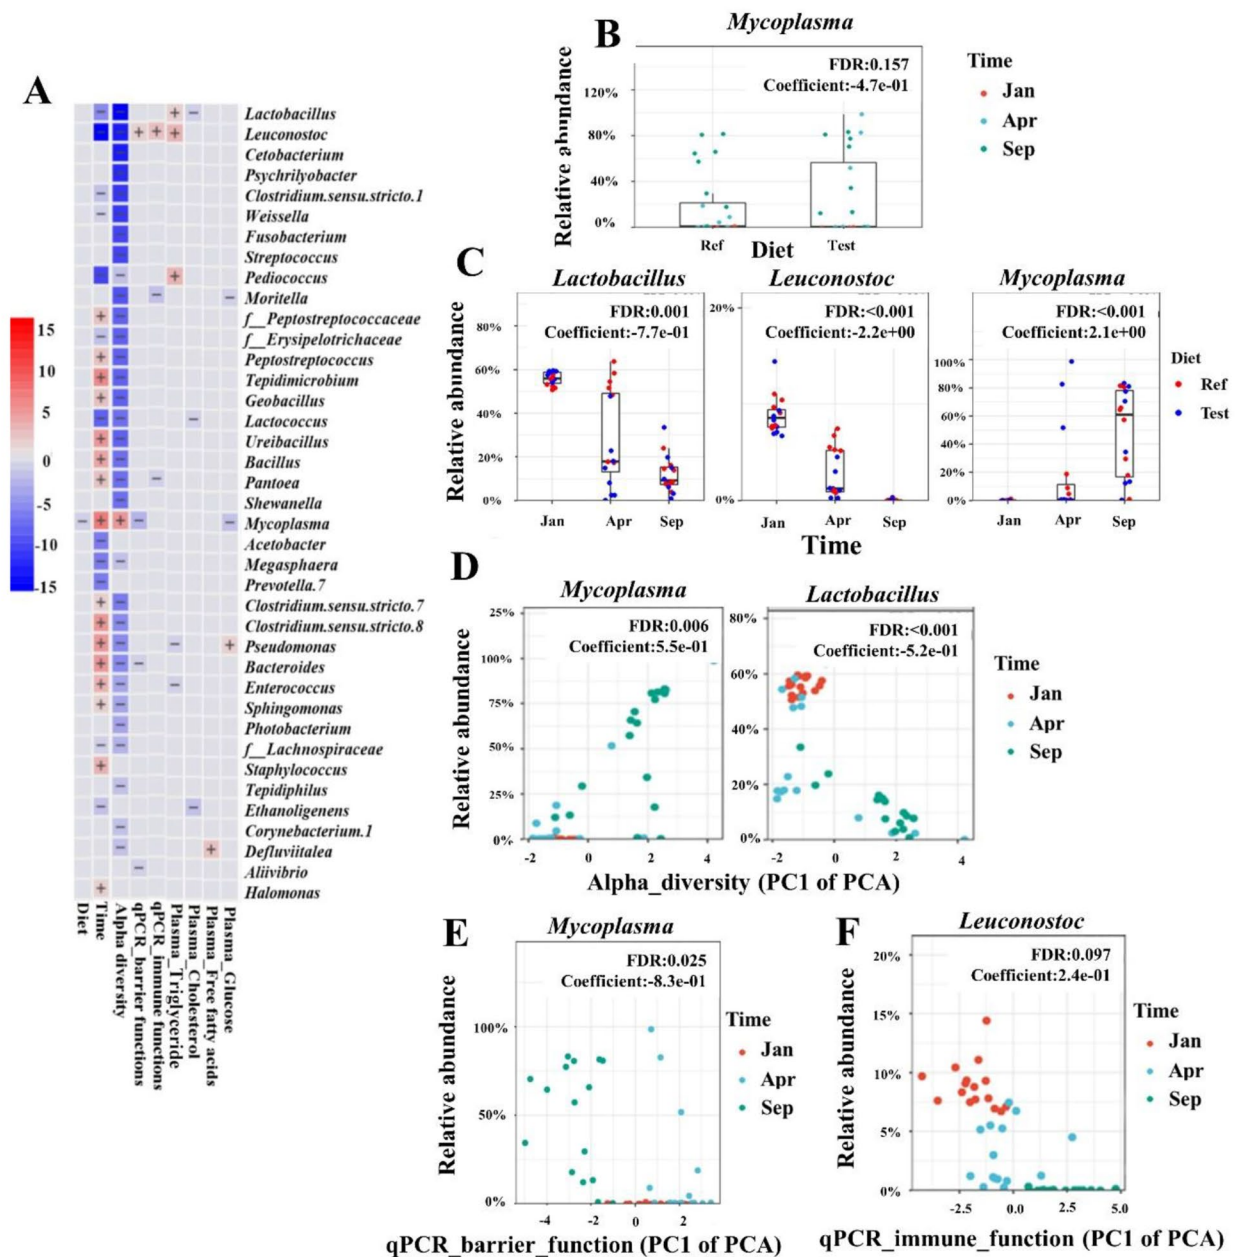 A
15
10
5
0
-5
-10
-15
Lactobacillus
Leuconostoc
Cetobacterium
Psychrilyobacter
Clostridium.sensu.stricto.1
Weissella
Fusobacterium
Streptococcus
Pediococcus
Moritella
f__Peptostreptococcaceae
f__Erysipelotrichaceae
Peptostreptococcus
Tepidimicrobium
Geobacillus
Lactococcus
Ureibacillus
Bacillus
Pantoea
Shewanella
Mycoplasma
Acetobacter
Megasphaera
Prevotella.7
Clostridium.sensu.stricto.7
Clostridium.sensu.stricto.8
Pseudomonas
Bacteroides
Enterococcus
Sphingomonas
Photobacterium
f__Lachnospiraceae
Staphylococcus
Tepidiphilus
Ethanoligenens
Corynebacterium.1
Defluviitalea
Aliivibrio
Halomonas
Diet
Time
Alpha diversity
qPCR_barrier functions
qPCR_immune functions
Plasma_Triglyceride
Plasma_Cholesterol
Plasma_Free fatty acids
Plasma_Glucose
B
Mycoplasma
FDR:0.157
Coefficient:-4.7e-01
Relative abundance
120%
80%
40%
0%
Ref
Test
Diet
Time
Jan
Apr
Sep
C
Lactobacillus
Leuconostoc
Mycoplasma
Relative abundance
FDR:0.001
Coefficient:-7.7e-01
80%
60%
40%
20%
0%
Jan
Apr
Sep
FDR:<0.001
Coefficient:-2.2e+00
20%
0%
Jan
Apr
Sep
FDR:<0.001
Coefficient:2.1e+00
100%
80%
60%
40%
20%
0%
Jan
Apr
Sep
Time
Diet
Ref
Test
D
Mycoplasma
Lactobacillus
Relative abundance
FDR:0.006
Coefficient:5.5e-01
25%
100%
75%
50%
25%
0%
-2
0
2
4
FDR:<0.001
Coefficient:-5.2e-01
80%
60%
40%
20%
0%
-2
0
2
4
Alpha_diversity (PC1 of PCA)
Time
Jan
Apr
Sep
E
Mycoplasma
FDR:0.025
Coefficient:-8.3e-01
Relative abundance
100%
50%
0%
-4
-2
0
2
qPCR_barrier_function (PC1 of PCA)
Time
Jan
Apr
Sep
F
Leuconostoc
FDR:0.097
Coefficient:2.4e-01
Relative abundance
20%
15%
10%
5%
0%
-2.5
0.0
2.5
5.0
qPCR_immune_function (PC1 of PCA)
Time
Jan
Apr
Sep